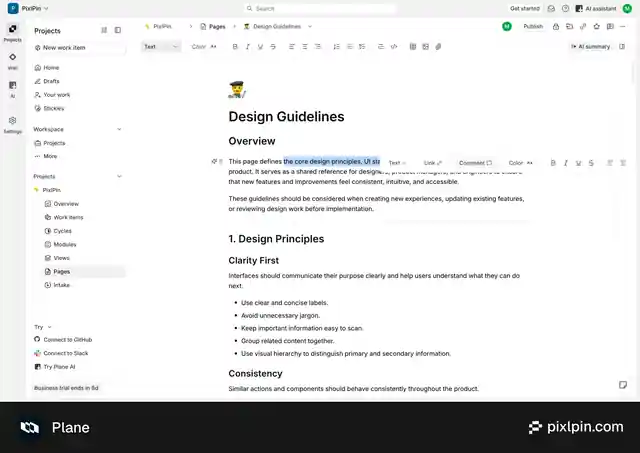 P PixlPin
Search
Get started
AI assistant
M
Projects
Wiki
AI
Settings
Projects
New work item
Home
Drafts
Your work
Stickies
Workspace
Projects
More
Projects
PixlPin
Overview
Work items
Cycles
Modules
Views
Pages
Intake
Try
Connect to GitHub
Connect to Slack
Try Plane AI
Business trial ends in 5d
PixlPin
Pages
Design Guidelines
M
Publish
Text
Color
B I U S
AI summary
Design Guidelines
Overview
This page defines the core design principles, UI sta
Text
Link
Comment
Color
B I U S
product. It serves as a shared reference for designers, product managers, and engineers to ensure
that new features and improvements feel consistent, intuitive, and accessible.
These guidelines should be considered when creating new experiences, updating existing features,
or reviewing design work before implementation.
1. Design Principles
Clarity First
Interfaces should communicate their purpose clearly and help users understand what they can do
next.
• Use clear and concise labels.
• Avoid unnecessary jargon.
• Keep important information easy to scan.
• Group related content together.
• Use visual hierarchy to distinguish primary and secondary information.
Consistency
Similar actions and components should behave consistently throughout the product.
Plane
pixlpin.com